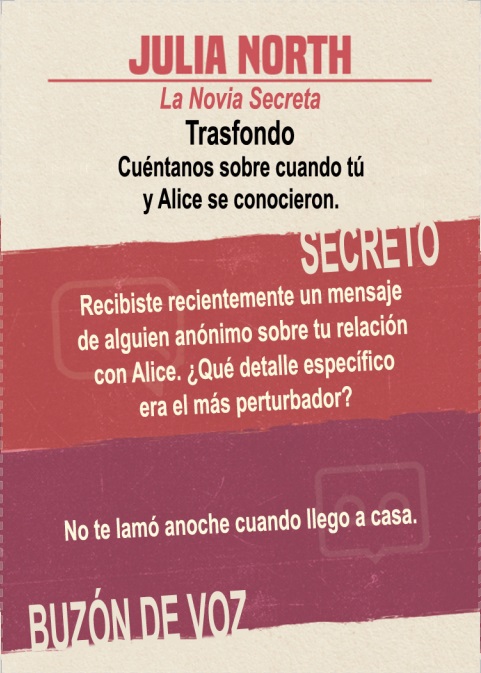 JULIA NORTH
La Novia Secreta
Trasfondo
Cuéntanos sobre cuando tú
y Alice se conocieron.
SECRETO
Recibiste recientemente un mensaje
de alguien anónimo sobre tu relación
con Alice. ¿Qué detalle específico
era el más perturbador?
No te lamó anoche cuando llego a casa.
BUZÓN DE VOZ